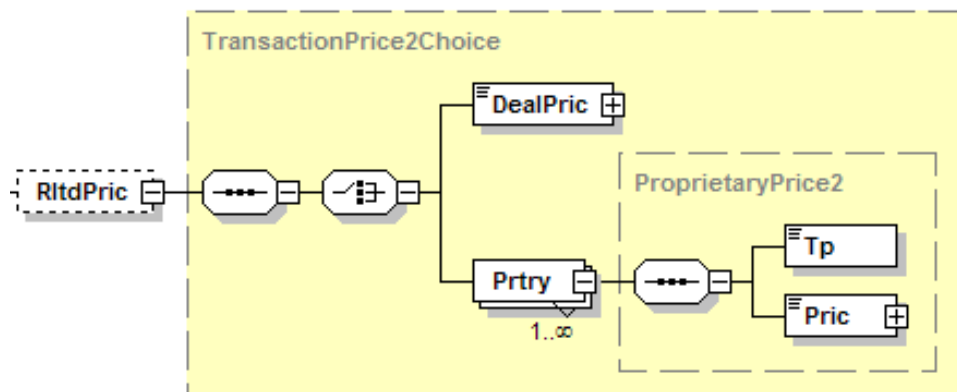 TransactionPrice2Choice
DealPric
RltdPric
ProprietaryPrice2
Tp
Prtry
Pric
1..∞